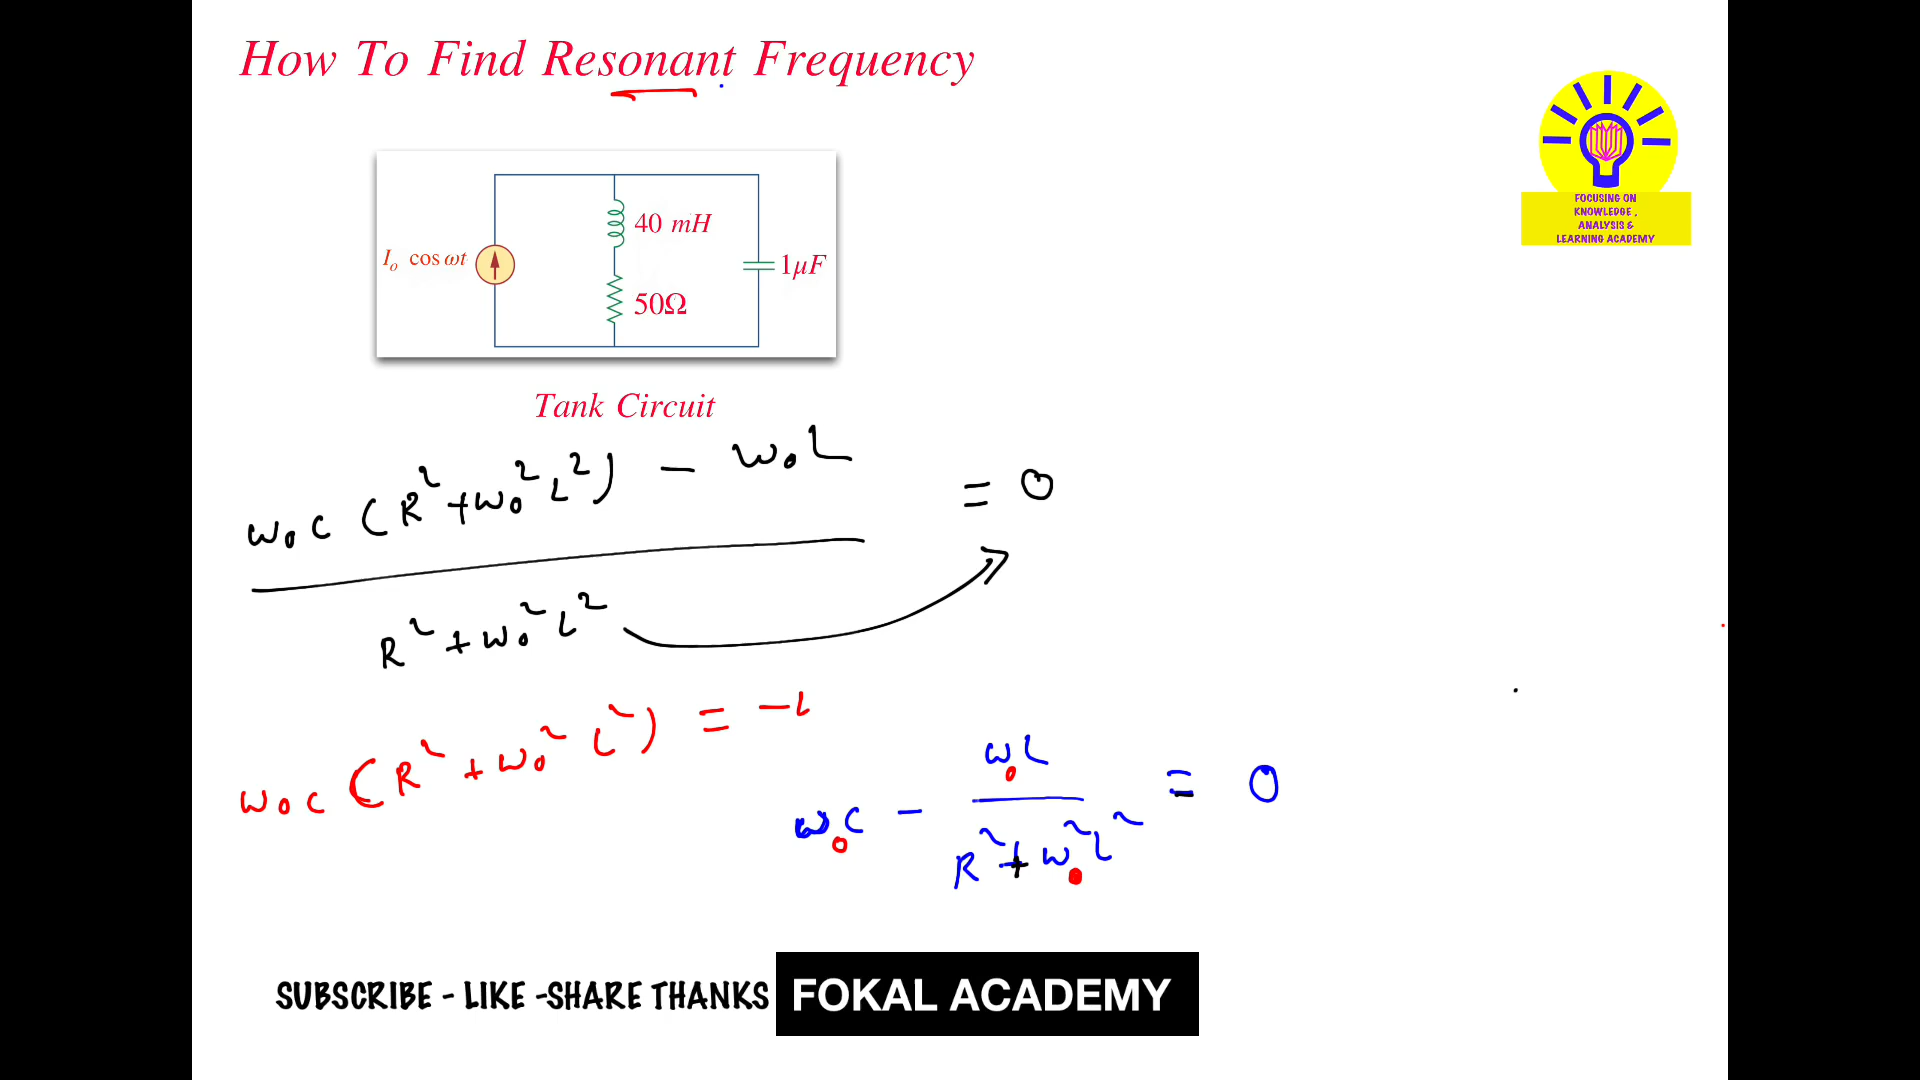 How To Find Resonant Frequency
FOCUSING ON
KNOWLEDGE ,
ANALYSIS &
LEARNING ACADEMY
40 mH
I₀ cos ωt
1μF
50Ω
Tank Circuit
ω₀C (R² + ω₀²L²) − ω₀L
= 0
R² + ω₀²L²
ω₀C (R² + ω₀²L²) = −L
ω₀L
ω₀C − = 0
R² + ω₀²L²
SUBSCRIBE - LIKE -SHARE THANKS
FOKAL ACADEMY